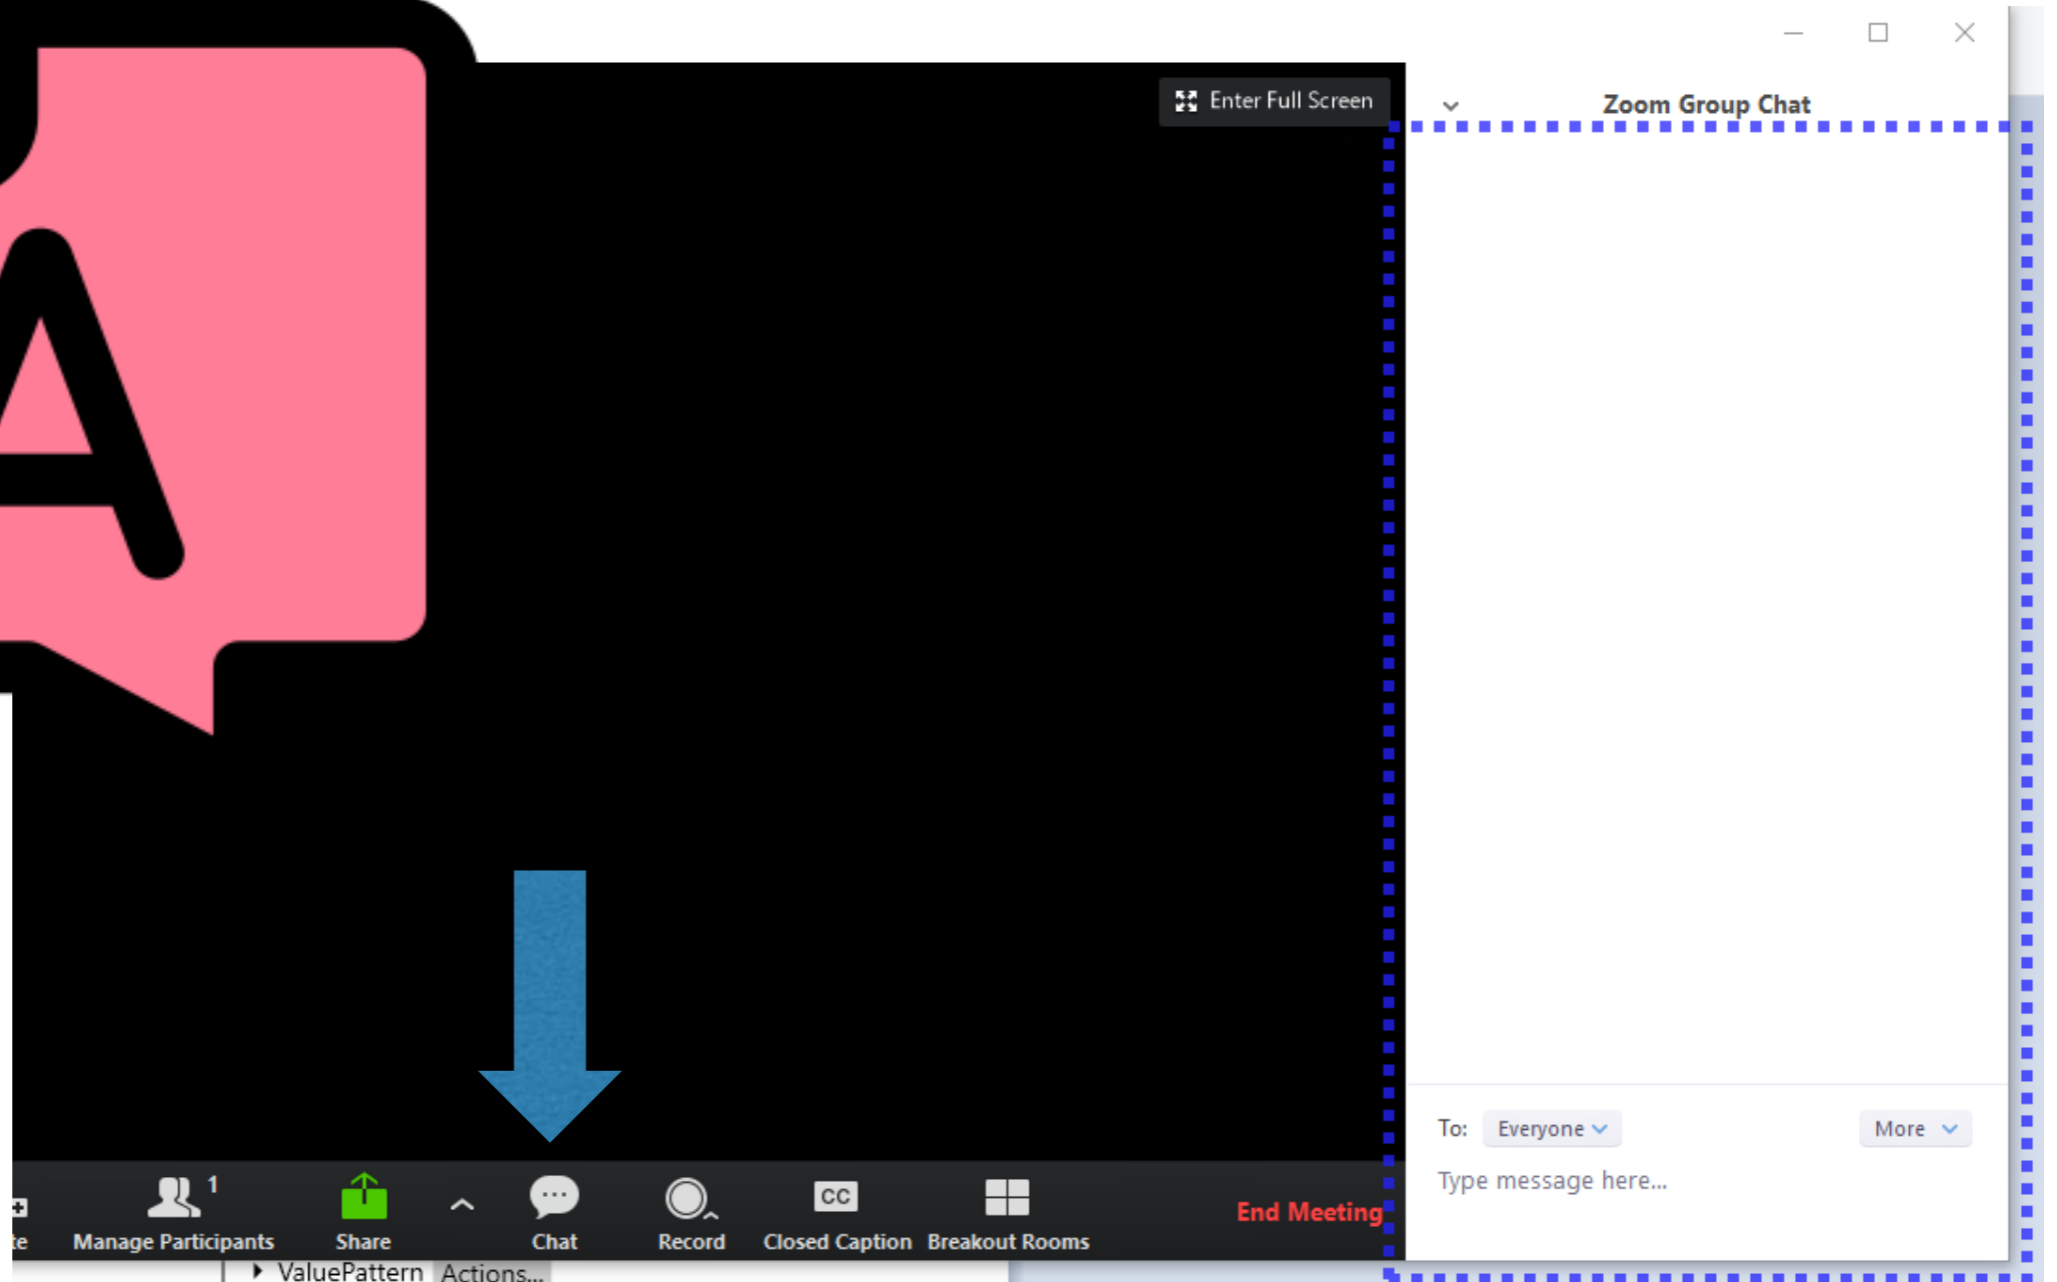 Enter Full Screen
Zoom Group Chat
A
To: Everyone
More
Type message here...
1
te Manage Participants Share Chat Record CC Closed Caption Breakout Rooms End Meeting
ValuePattern Actions...